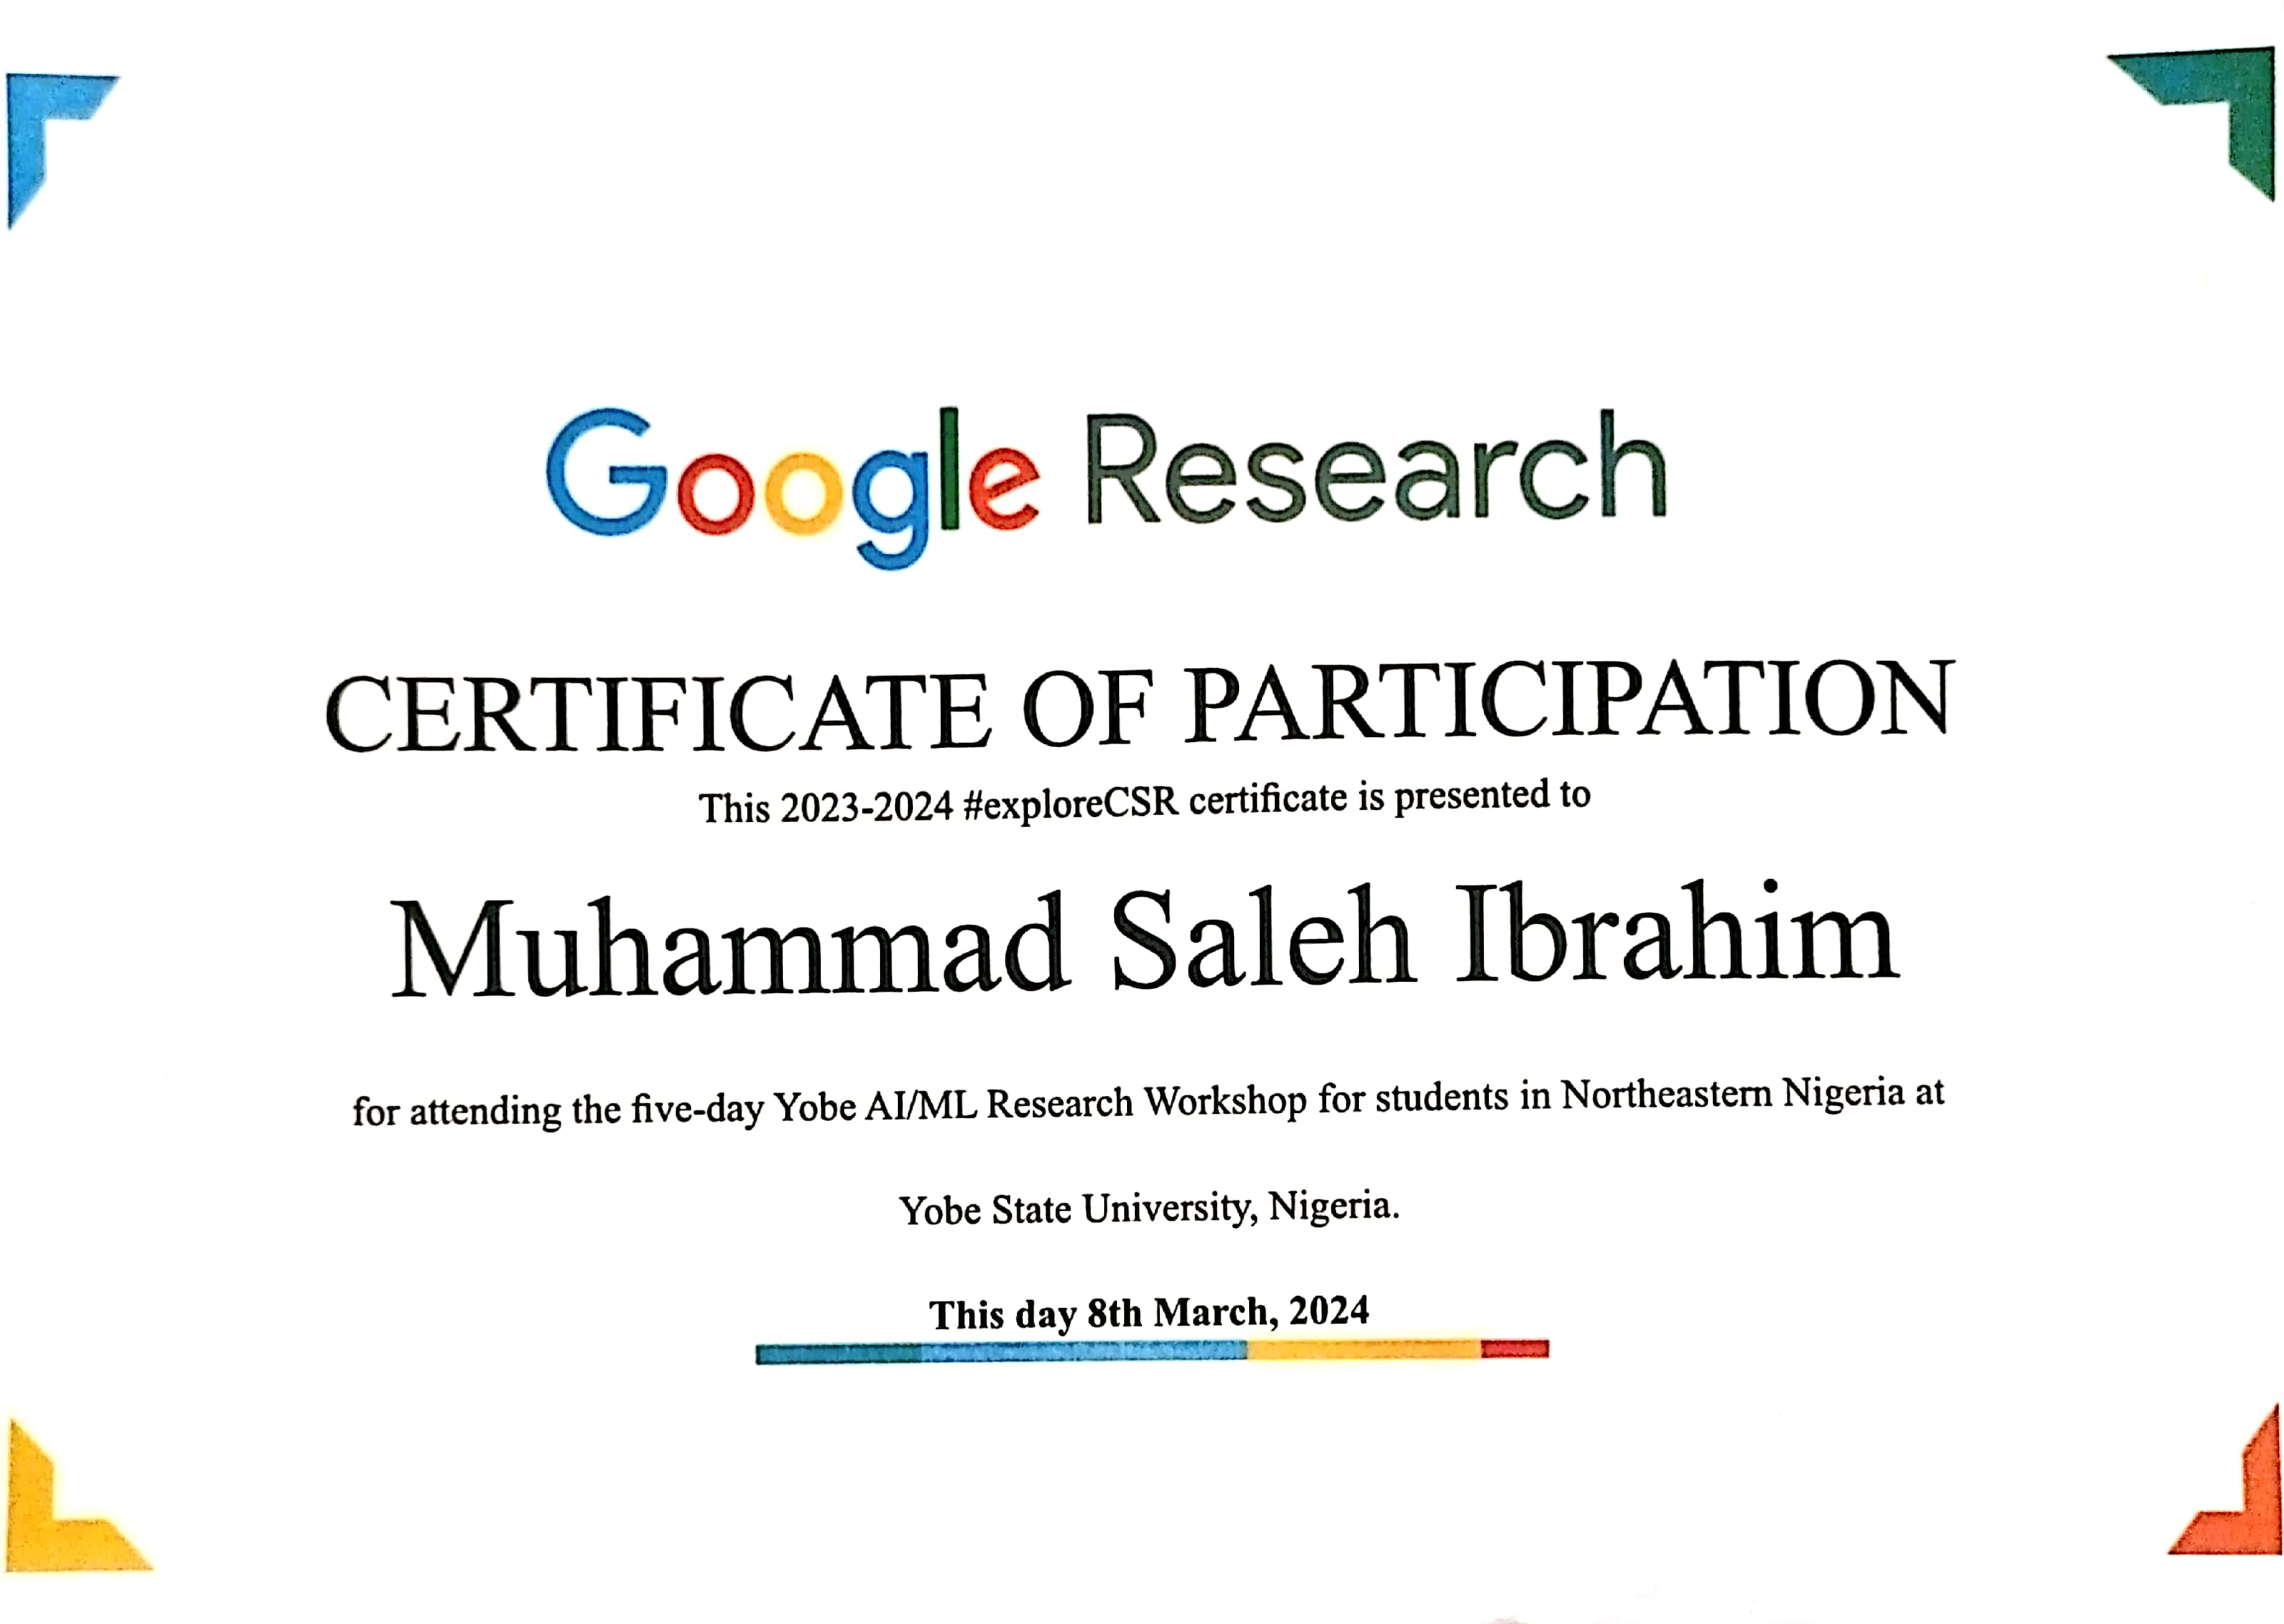 Google Research
CERTIFICATE OF PARTICIPATION
This 2023-2024 #exploreCSR certificate is presented to
Muhammad Saleh Ibrahim
for attending the five-day Yobe AI/ML Research Workshop for students in Northeastern Nigeria at
Yobe State University, Nigeria.
This day 8th March, 2024